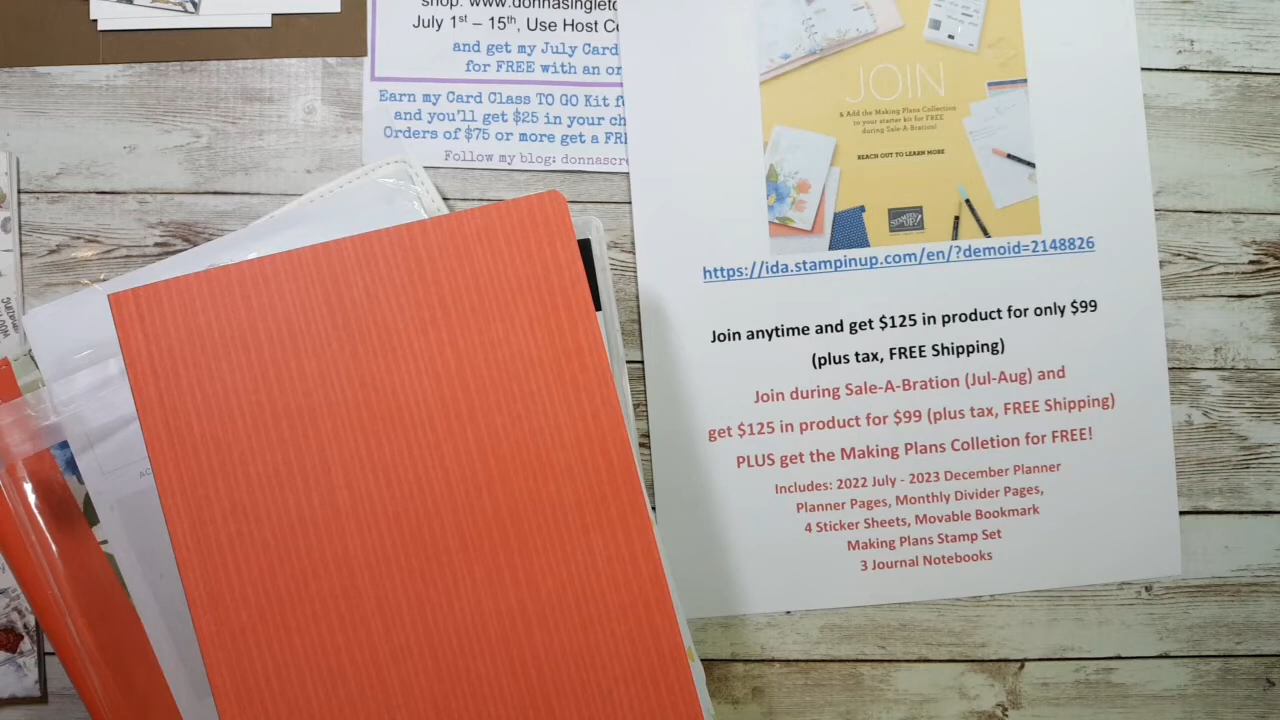 shop: www.donnasinglet
July 1st – 15th, Use Host C
and get my July Card
for FREE with an or
Earn my Card Class TO GO Kit f
and you'll get $25 in your ch
Orders of $75 or more get a FR
Follow my blog: donnascre
JOIN
& Add the Making Plans Collection
to your starter kit for FREE
during Sale-A-Bration!
REACH OUT TO LEARN MORE
STAMPIN' UP!
https://ida.stampinup.com/en/?demoid=2148826
Join anytime and get $125 in product for only $99
(plus tax, FREE Shipping)
Join during Sale-A-Bration (Jul-Aug) and
get $125 in product for $99 (plus tax, FREE Shipping)
PLUS get the Making Plans Colletion for FREE!
Includes: 2022 July - 2023 December Planner
Planner Pages, Monthly Divider Pages,
4 Sticker Sheets, Movable Bookmark
Making Plans Stamp Set
3 Journal Notebooks